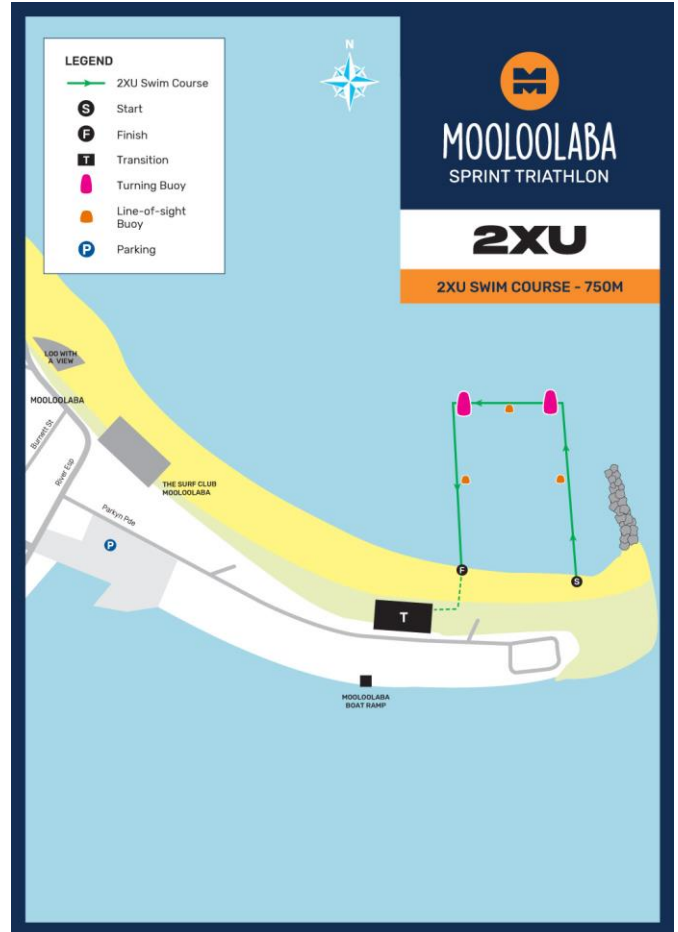 LEGEND
2XU Swim Course
S
Start
F
Finish
T
Transition
Turning Buoy
Line-of-sight
Buoy
P
Parking
N
MOOLOOLABA
SPRINT TRIATHLON
2XU
2XU SWIM COURSE - 750M
LOO WITH
A VIEW
MOOLOOLABA
Burnett St
River Esp
THE SURF CLUB
MOOLOOLABA
Parkyn Pde
P
F
S
T
MOOLOOLABA
BOAT RAMP